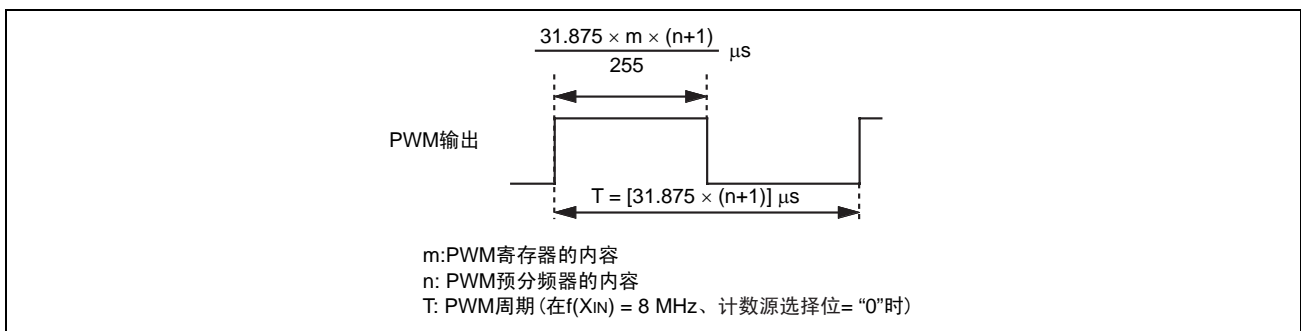 31.875 × m × (n+1)
255
μs
PWM输出
T = [31.875 × (n+1)] μs
m:PWM寄存器的内容
n: PWM预分频器的内容
T: PWM周期(在f(XIN) = 8 MHz、计数源选择位= “0”时)